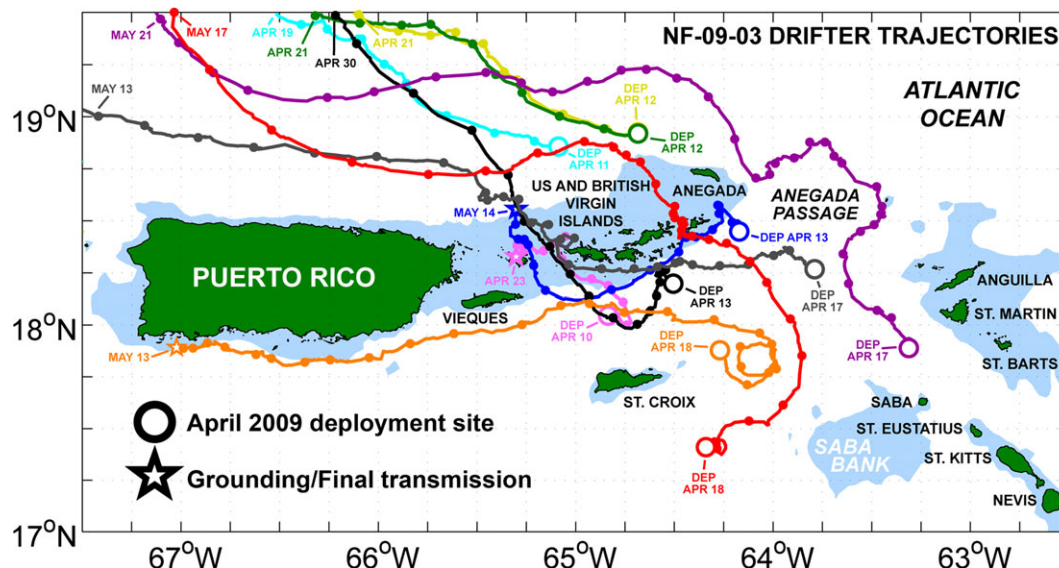 NF-09-03 DRIFTER TRAJECTORIES
MAY 21
MAY 17
APR 19
APR 21
APR 30
APR 21
ATLANTIC
OCEAN
MAY 13
DEP
APR 12
DEP
APR 12
19°N
DEP
APR 11
US AND BRITISH
VIRGIN
ISLANDS
ANEGADA
ANEGADA
PASSAGE
MAY 14
DEP APR 13
PUERTO RICO
APR 23
DEP
APR 13
DEP
APR 17
ANGUILLA
VIEQUES
ST. MARTIN
18°N
DEP
APR 10
DEP
APR 18
DEP
APR 17
MAY 13
ST. BARTS
ST. CROIX
SABA
April 2009 deployment site
ST. EUSTATIUS
SABA
BANK
ST. KITTS
Grounding/Final transmission
DEP
APR 18
NEVIS
17°N
67°W
66°W
65°W
64°W
63°W